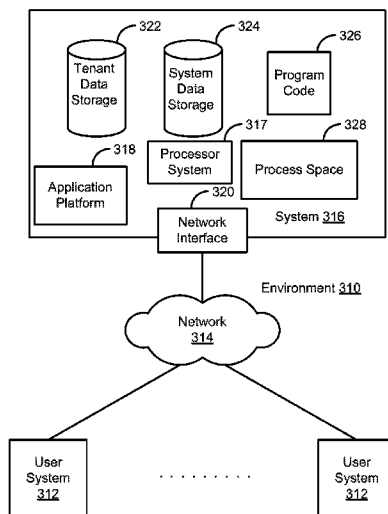 322
324
326
Tenant
Data
Storage
System
Data
Storage
Program
Code
317
328
318
Processor
System
Process Space
Application
Platform
320
Network
Interface
System 316
Environment 310
Network
314
User
System
312
. . . . . . . .
User
System
312